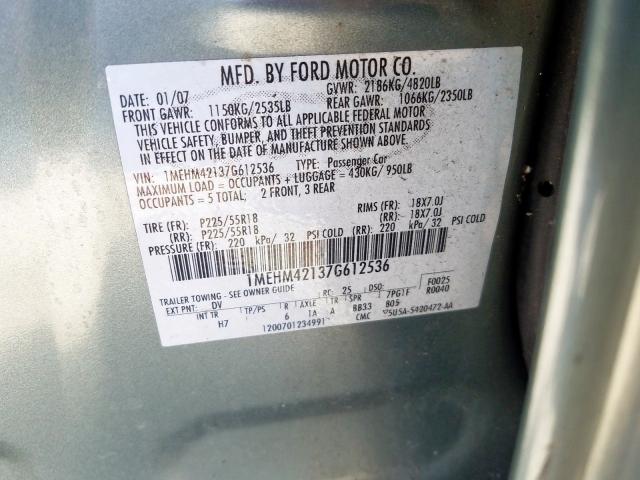 MFD. BY FORD MOTOR CO.
DATE: 01/07 GVWR: 2186KG/4820LB
FRONT GAWR: 1150KG/2535LB REAR GAWR: 1066KG/2350LB
THIS VEHICLE CONFORMS TO ALL APPLICABLE FEDERAL MOTOR
VEHICLE SAFETY, BUMPER, AND THEFT PREVENTION STANDARDS
IN EFFECT ON THE DATE OF MANUFACTURE SHOWN ABOVE.
VIN: 1MEHM42137G612536 TYPE: Passenger Car
MAXIMUM LOAD = OCCUPANTS + LUGGAGE = 430KG/ 950LB
OCCUPANTS = 5 TOTAL; 2 FRONT, 3 REAR
TIRE (FR): P225/55R18 RIMS (FR): 18X7.0J
(RR): P225/55R18 (RR): 18X7.0J
PRESSURE (FR): 220 kPa/ 32 PSI COLD (RR): 220 kPa/ 32 PSI COLD
1MEHM42137G612536
TRAILER TOWING - SEE OWNER GUIDE RC: 25 DSO: F0025
EXT PNT: DV INT TR TP/PS R AXLE TR SPR 7PG1F R0040
H7 6 1A A BB33 B05
1200701234991 CMC 5U5A-5420472-AA